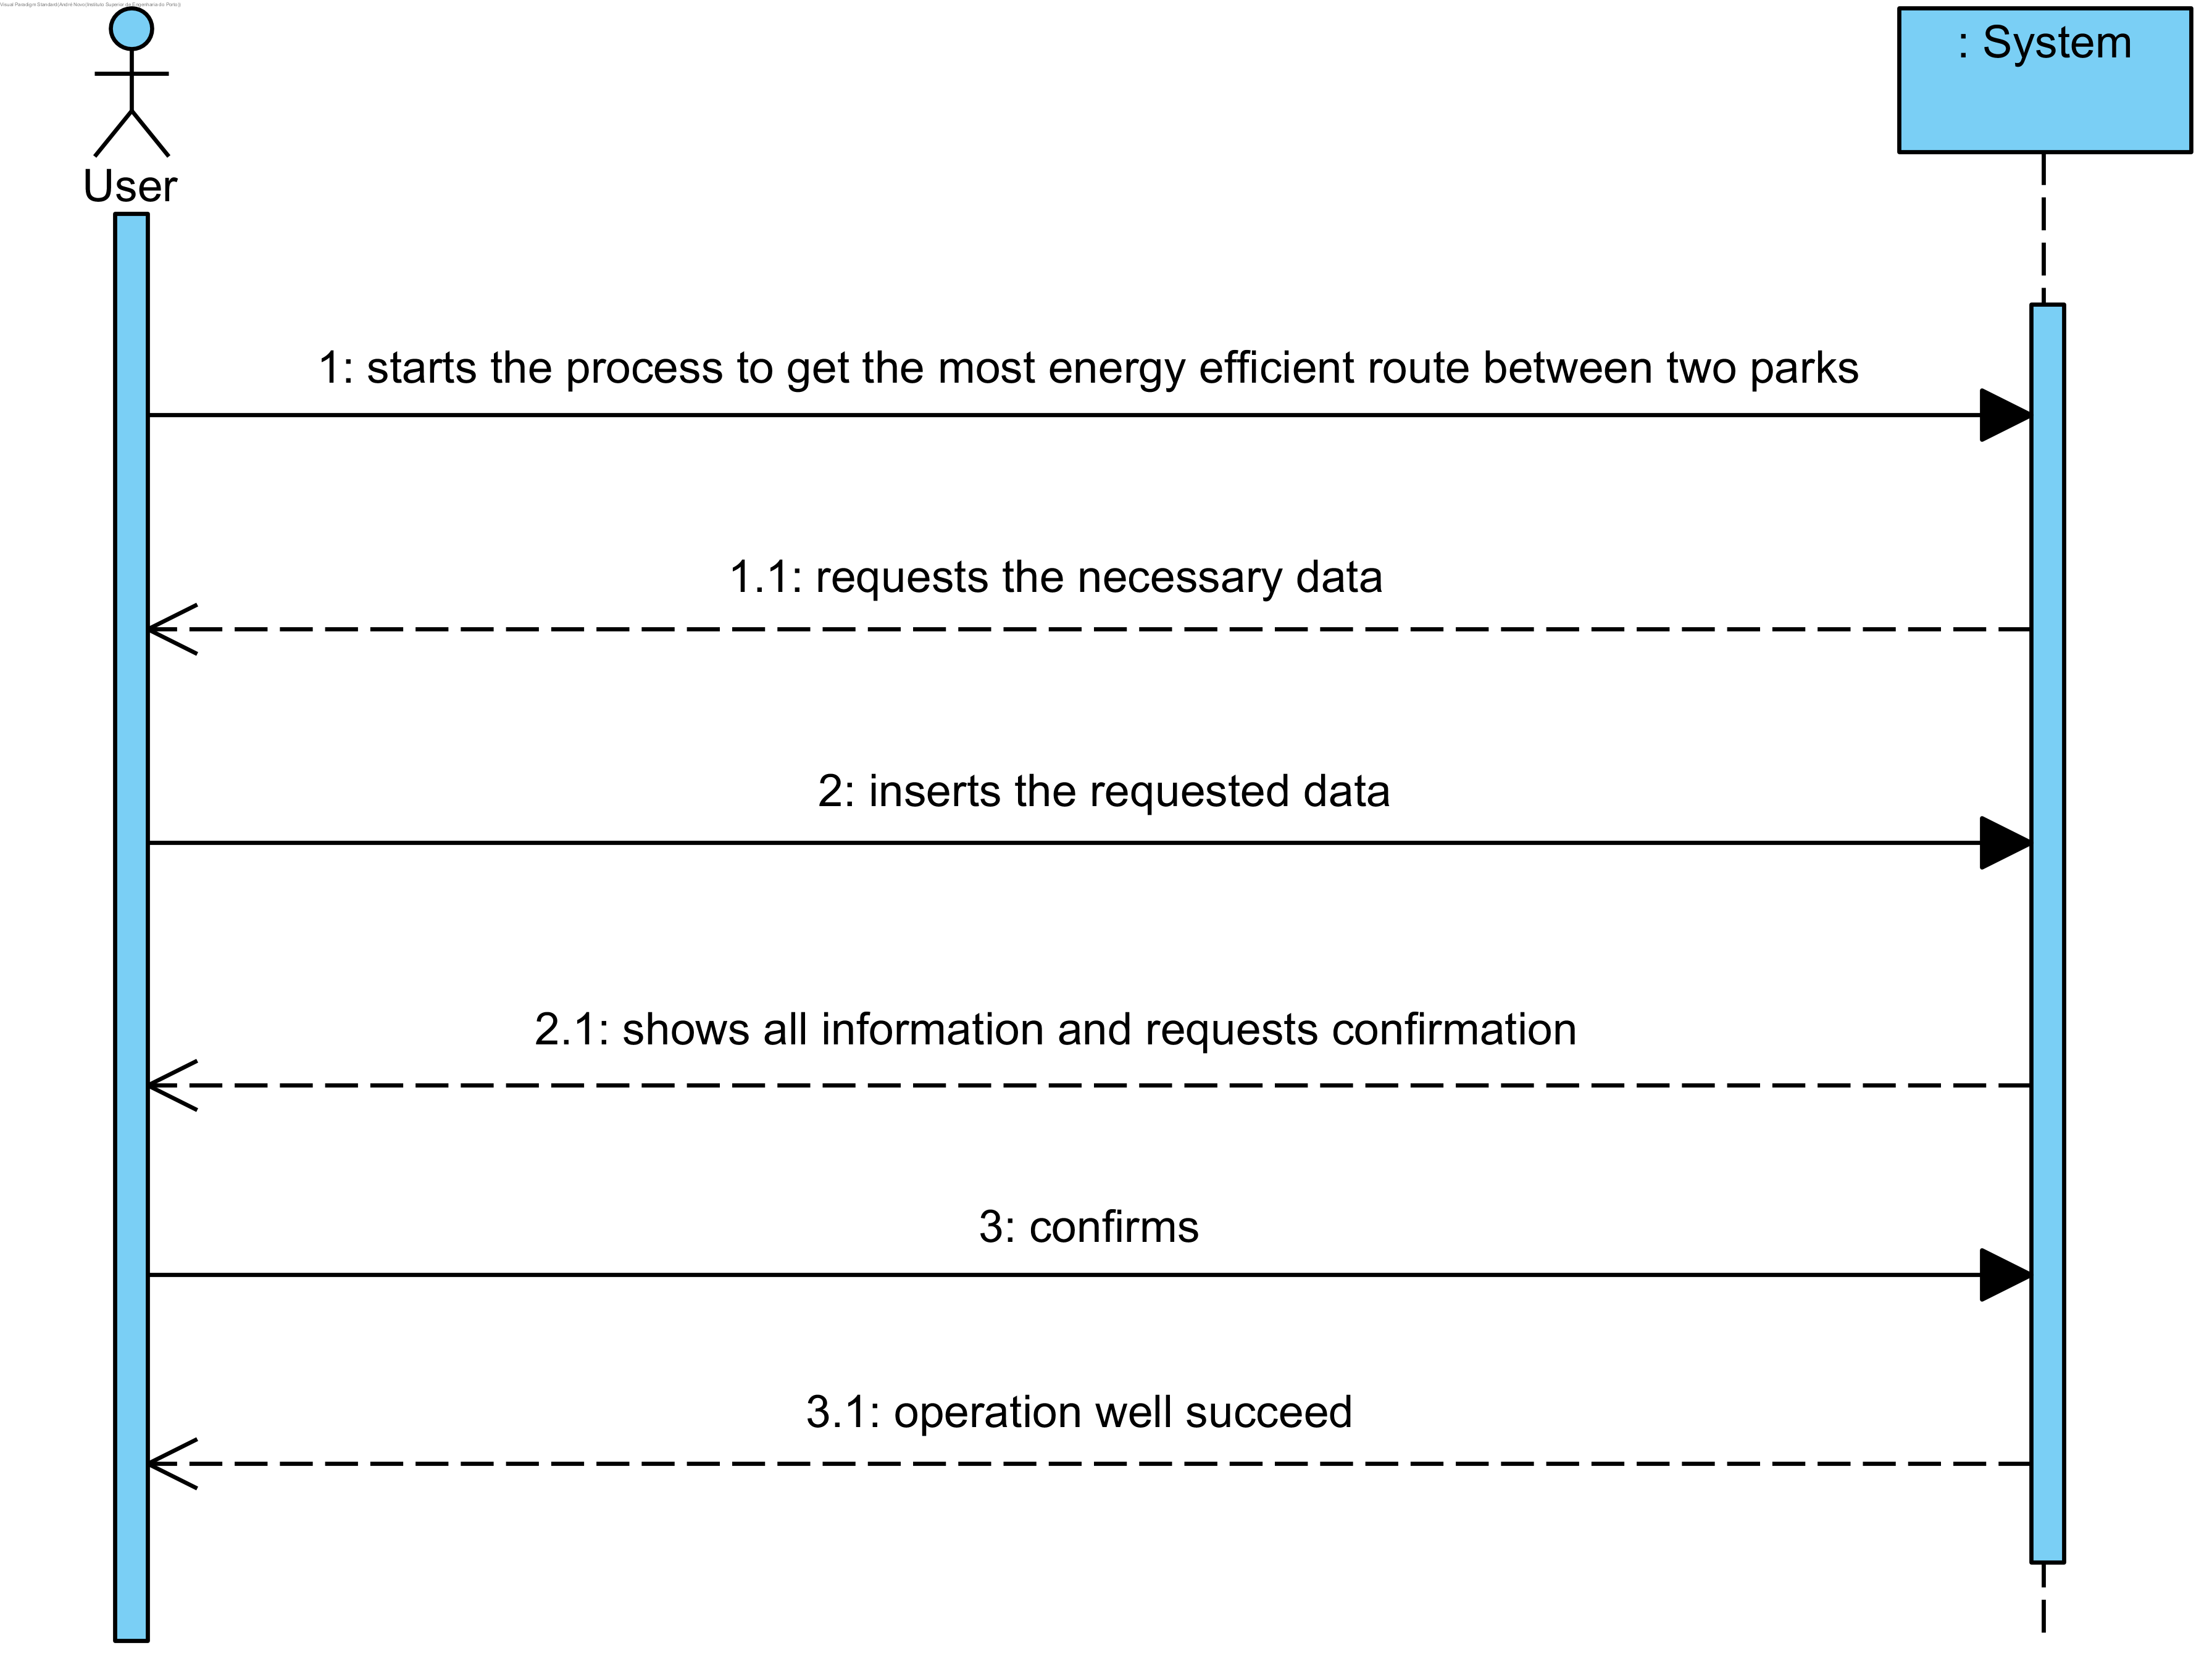 Visual Paradigm Standard(André Novo(Instituto Superior de Engenharia do Porto))
: System
User
1: starts the process to get the most energy efficient route between two parks
1.1: requests the necessary data
2: inserts the requested data
2.1: shows all information and requests confirmation
3: confirms
3.1: operation well succeed